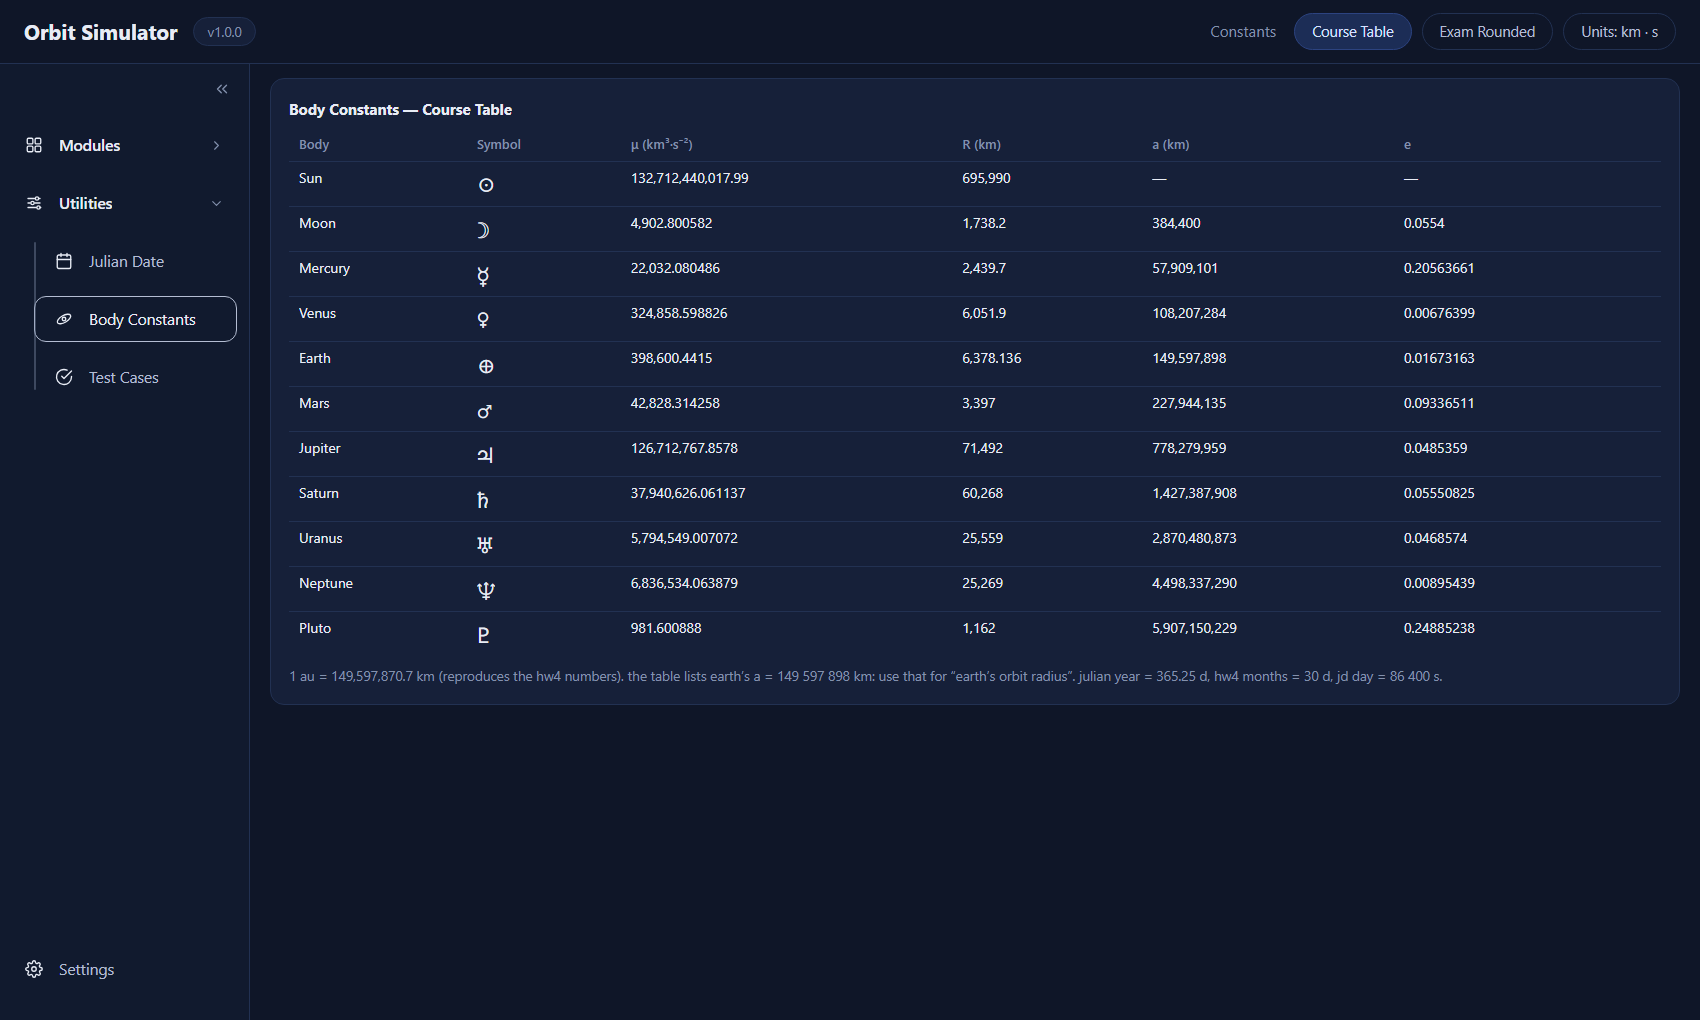 Orbit Simulator v1.0.0 Constants Course Table Exam Rounded Units: km · s
«
Modules
Utilities
Julian Date
Body Constants
Test Cases
Settings
Body Constants — Course Table
Body Symbol μ (km³·s⁻²) R (km) a (km) e
Sun ☉ 132,712,440,017.99 695,990 — —
Moon ☽ 4,902.800582 1,738.2 384,400 0.0554
Mercury ☿ 22,032.080486 2,439.7 57,909,101 0.20563661
Venus ♀ 324,858.598826 6,051.9 108,207,284 0.00676399
Earth ⊕ 398,600.4415 6,378.136 149,597,898 0.01673163
Mars ♂ 42,828.314258 3,397 227,944,135 0.09336511
Jupiter ♃ 126,712,767.8578 71,492 778,279,959 0.0485359
Saturn ♄ 37,940,626.061137 60,268 1,427,387,908 0.05550825
Uranus ♅ 5,794,549.007072 25,559 2,870,480,873 0.0468574
Neptune ♆ 6,836,534.063879 25,269 4,498,337,290 0.00895439
Pluto ♇ 981.600888 1,162 5,907,150,229 0.24885238
1 au = 149,597,870.7 km (reproduces the hw4 numbers). the table lists earth’s a = 149 597 898 km: use that for “earth’s orbit radius”. julian year = 365.25 d, hw4 months = 30 d, jd day = 86 400 s.